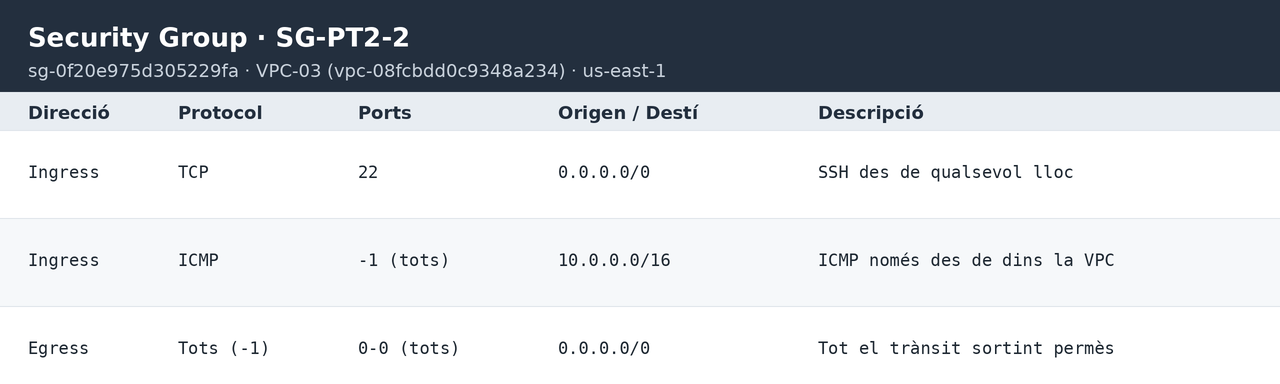 Security Group · SG-PT2-2
sg-0f20e975d305229fa · VPC-03 (vpc-08fcbdd0c9348a234) · us-east-1
Direcció Protocol Ports Origen / Destí Descripció
Ingress TCP 22 0.0.0.0/0 SSH des de qualsevol lloc
Ingress ICMP -1 (tots) 10.0.0.0/16 ICMP només des de dins la VPC
Egress Tots (-1) 0-0 (tots) 0.0.0.0/0 Tot el trànsit sortint permès